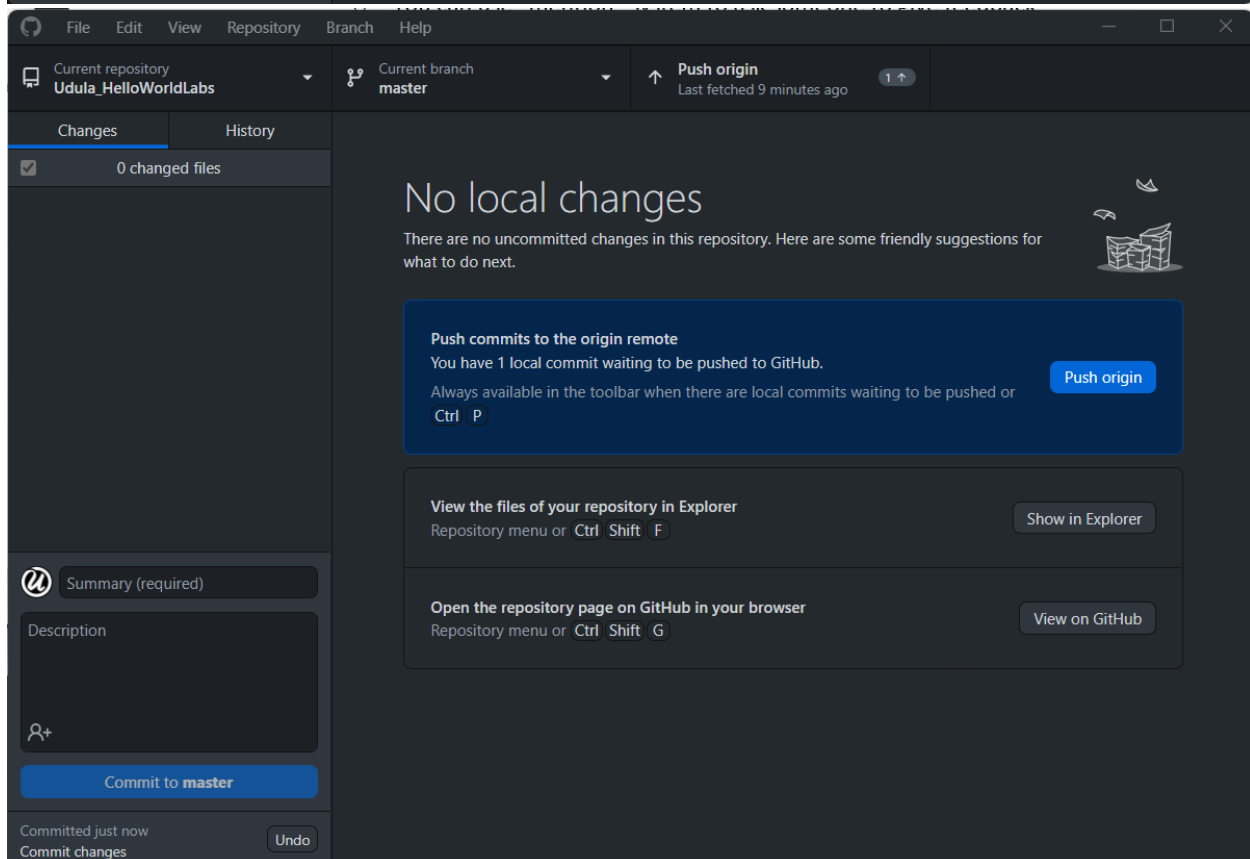 File Edit View Repository Branch Help
Current repository
Udula_HelloWorldLabs
Current branch
master
Push origin
Last fetched 9 minutes ago
1
Changes History
0 changed files
No local changes
There are no uncommitted changes in this repository. Here are some friendly suggestions for
what to do next.
Push commits to the origin remote
You have 1 local commit waiting to be pushed to GitHub.
Always available in the toolbar when there are local commits waiting to be pushed or
Ctrl P
Push origin
View the files of your repository in Explorer
Repository menu or Ctrl Shift F
Show in Explorer
Open the repository page on GitHub in your browser
Repository menu or Ctrl Shift G
View on GitHub
Summary (required)
Description
Commit to master
Committed just now
Commit changes
Undo